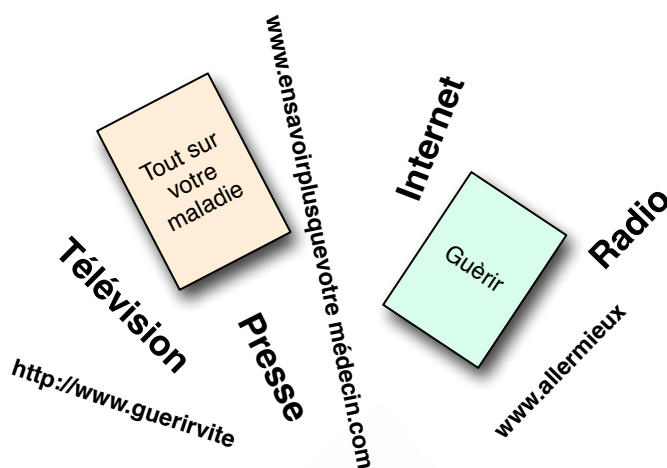 www.ensavoirplusquevotre médecin.com
Internet
Tout sur
votre
maladie
Radio
Guèrir
Télévision
Presse
www.allermieux
http://www.guerirvite